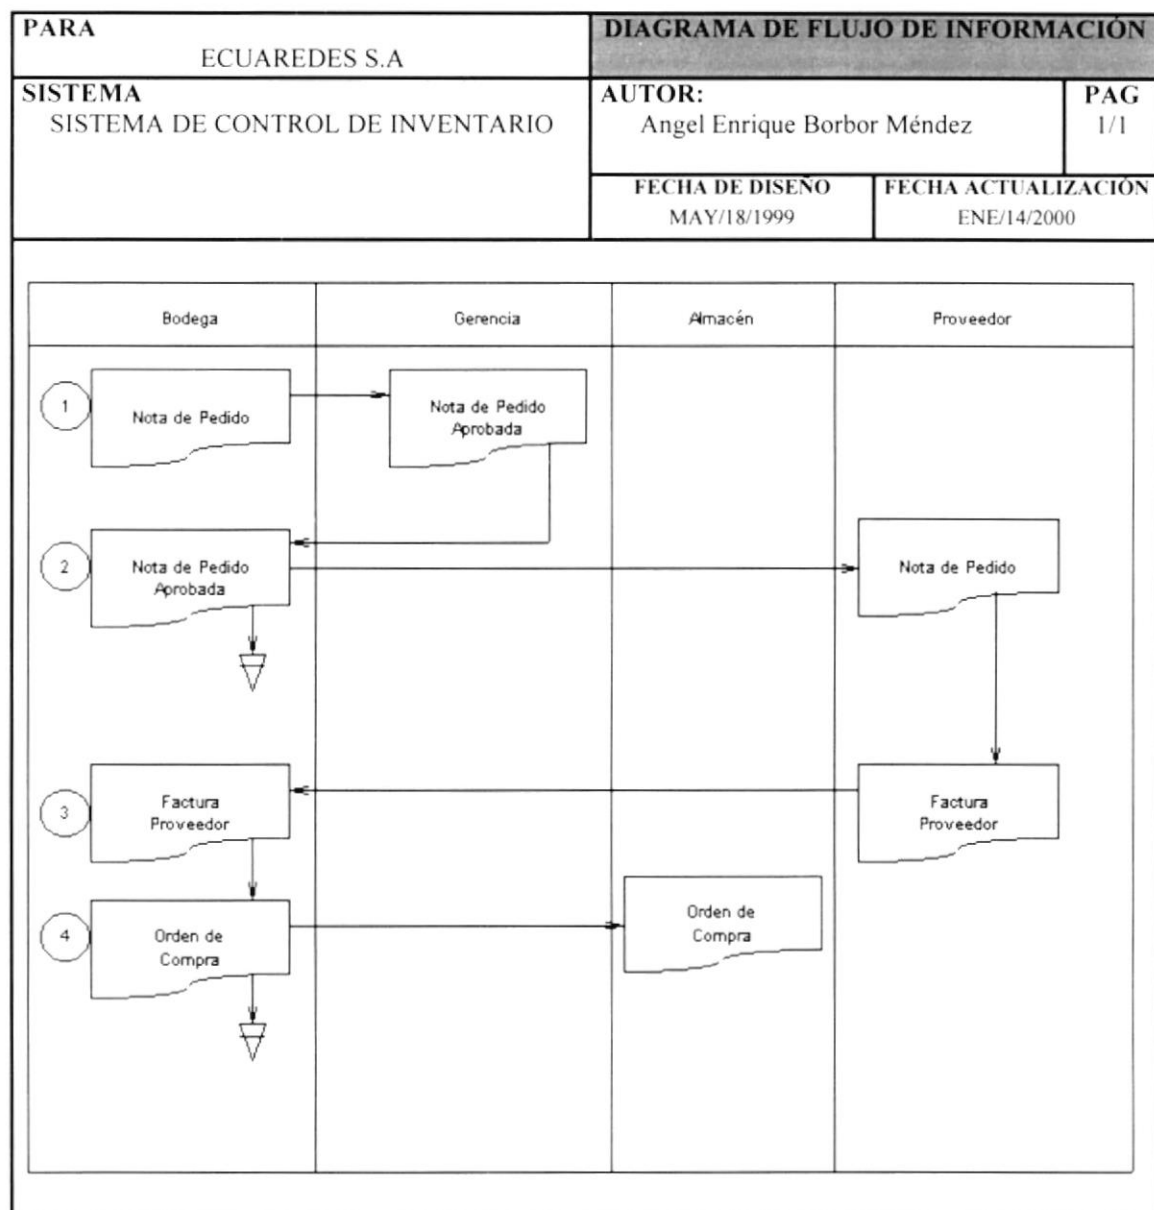 PARA
ECUAREDES S.A
DIAGRAMA DE FLUJO DE INFORMACIÓN
SISTEMA
SISTEMA DE CONTROL DE INVENTARIO
AUTOR:
Angel Enrique Borbor Méndez
PAG
1/1
FECHA DE DISEÑO
MAY/18/1999
FECHA ACTUALIZACIÓN
ENE/14/2000
Bodega
Gerencia
Almacén
Proveedor
1
Nota de Pedido
Nota de Pedido
Aprobada
2
Nota de Pedido
Aprobada
Nota de Pedido
3
Factura
Proveedor
Factura
Proveedor
4
Orden de
Compra
Orden de
Compra